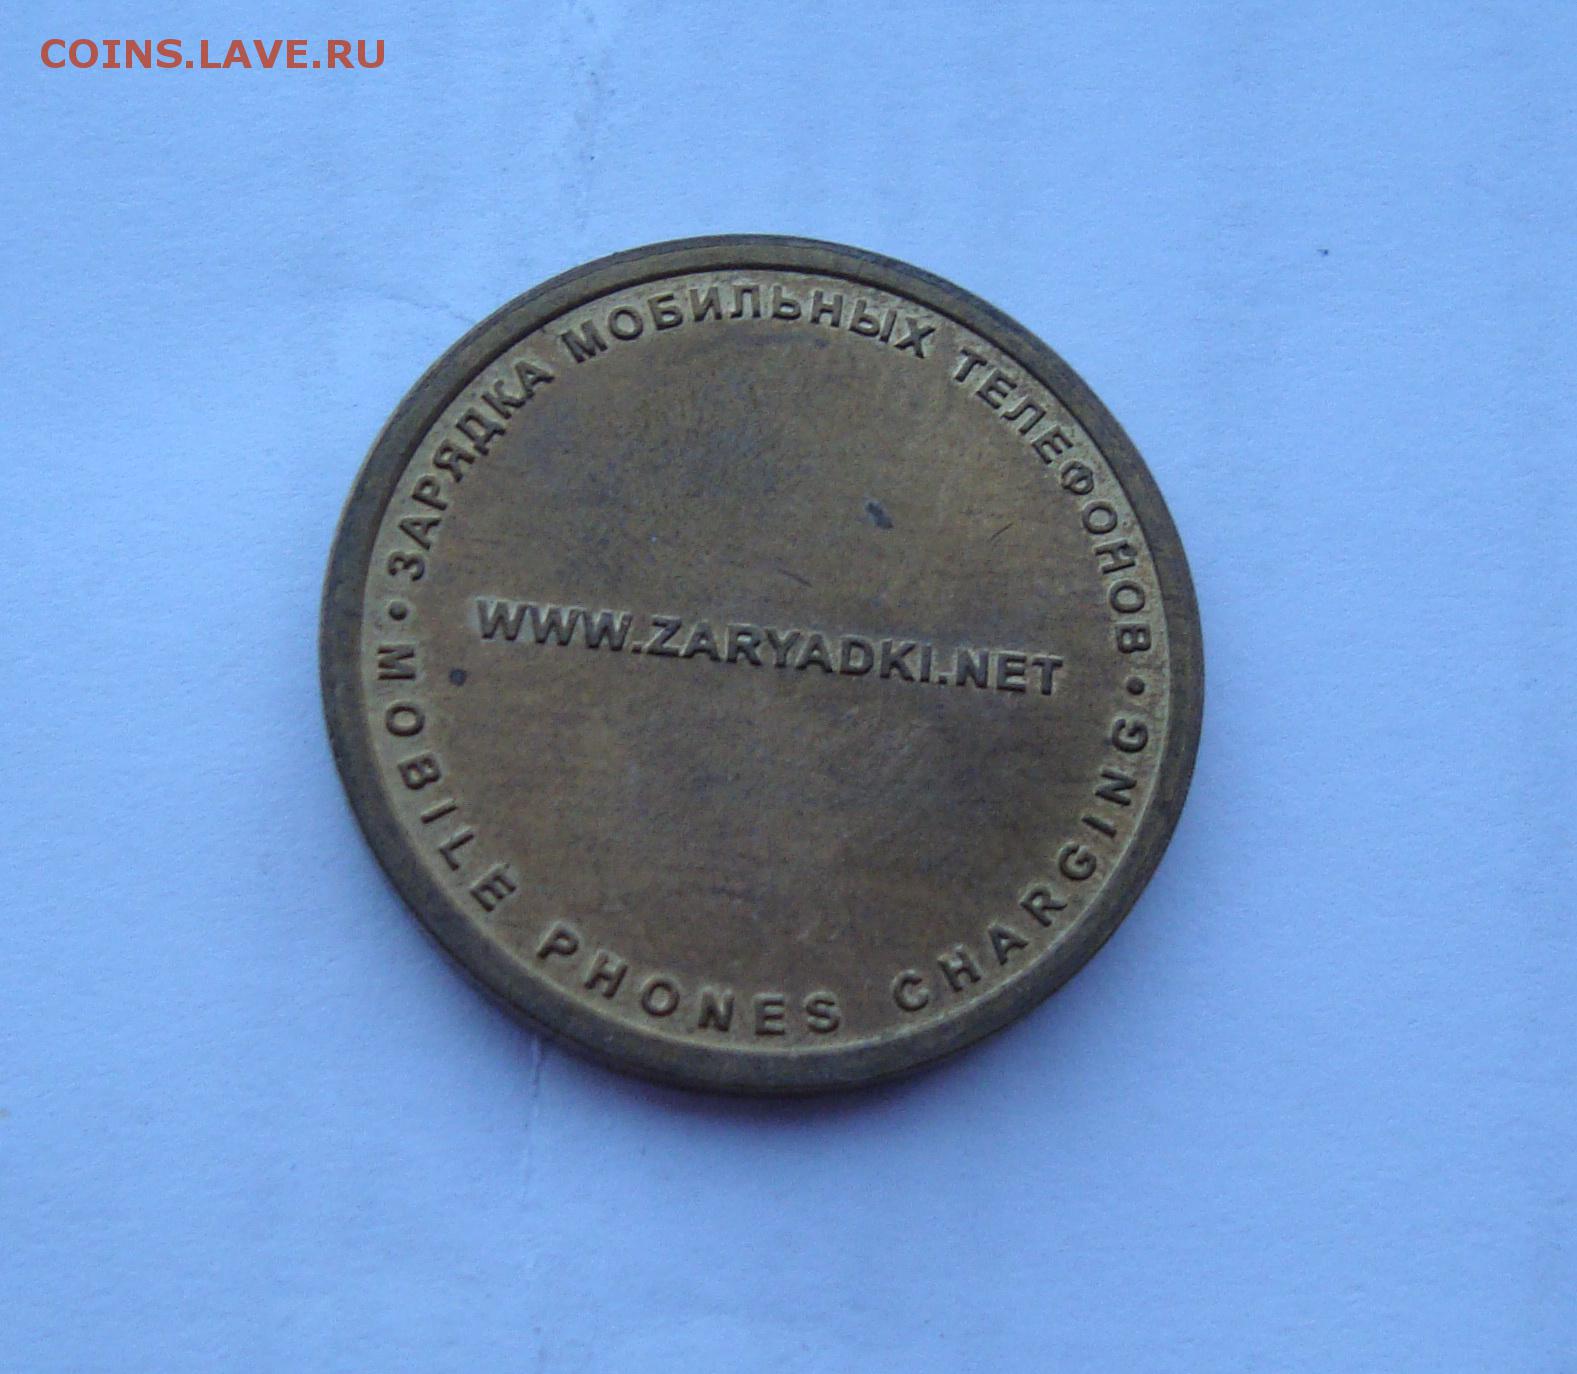 COINS.LAVE.RU
• ЗАРЯДКА МОБИЛЬНЫХ ТЕЛЕФОНОВ •
WWW.ZARYADKI.NET
MOBILE PHONES CHARGING